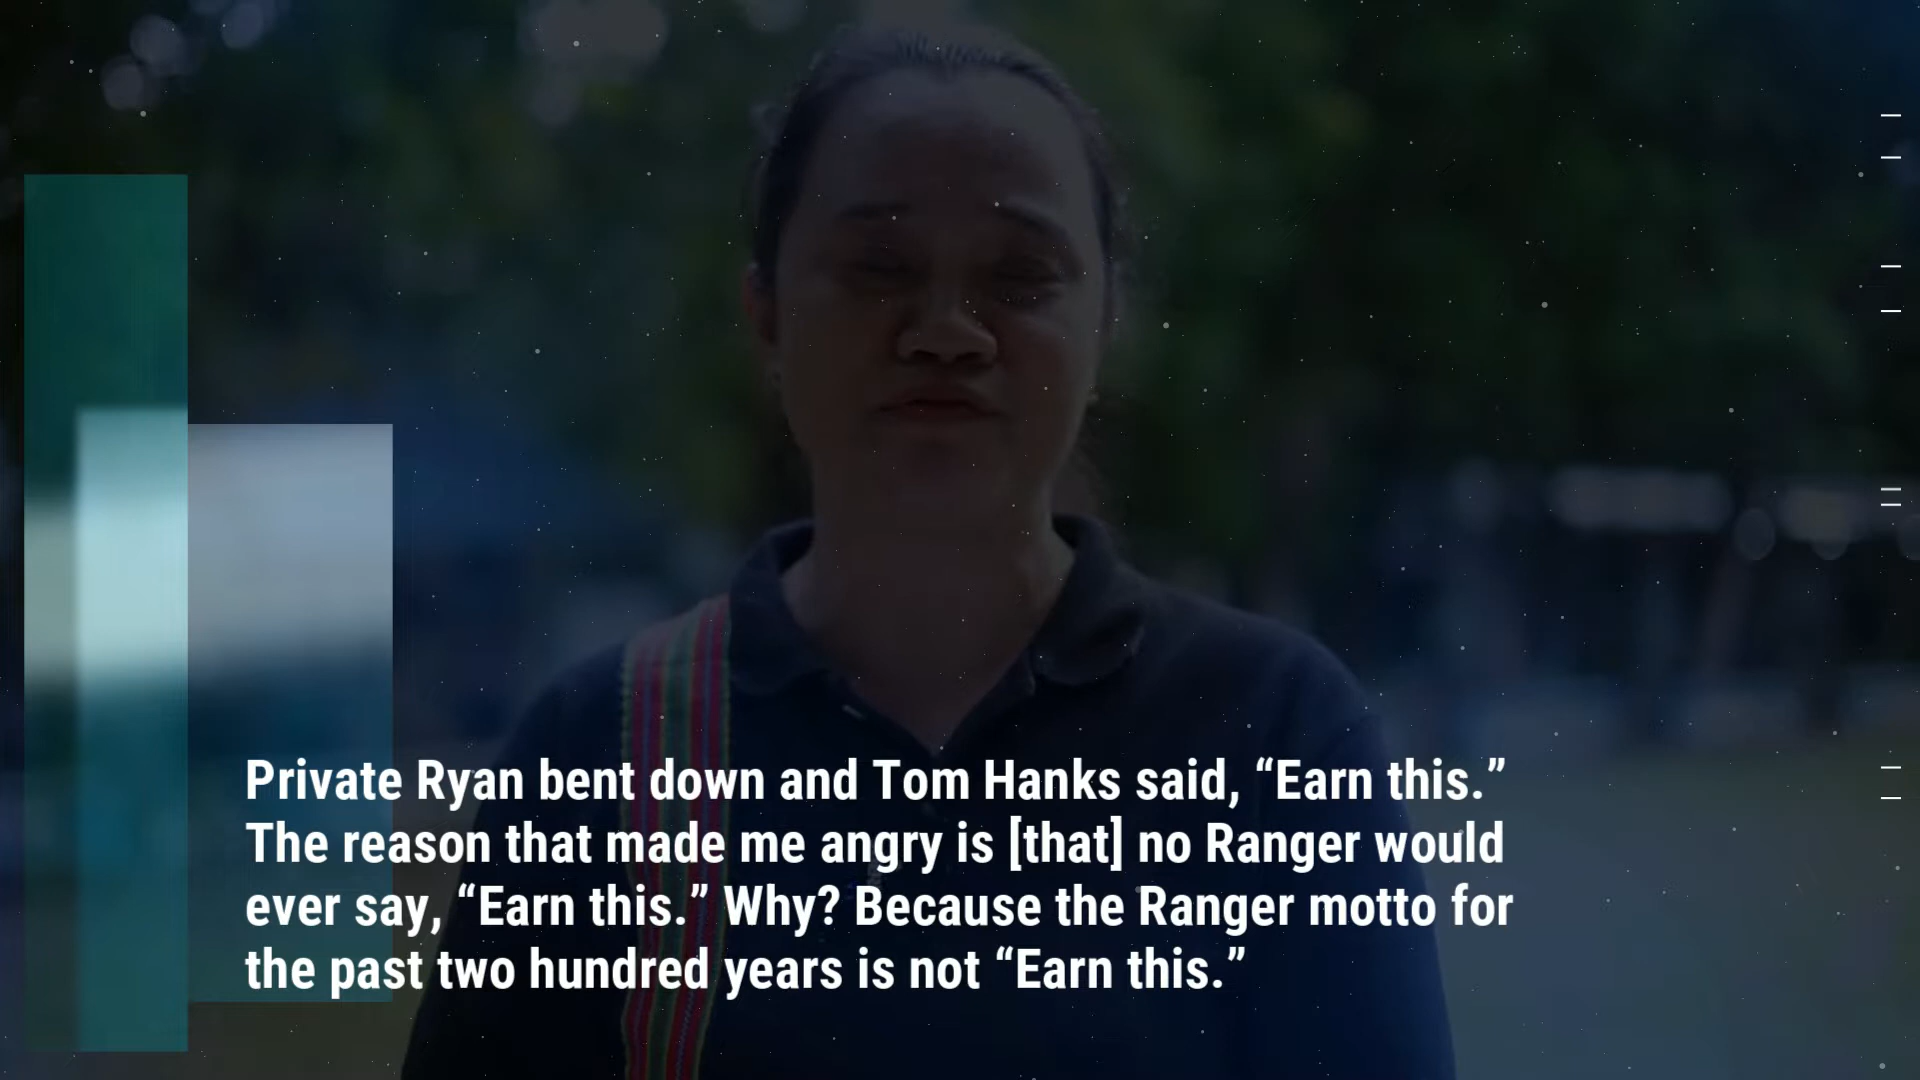 Private Ryan bent down and Tom Hanks said, “Earn this.”
The reason that made me angry is [that] no Ranger would
ever say, “Earn this.” Why? Because the Ranger motto for
the past two hundred years is not “Earn this.”